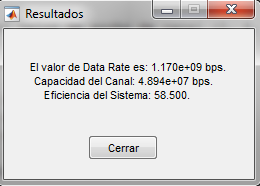 Resultados
El valor de Data Rate es: 1.170e+09 bps.
Capacidad del Canal: 4.894e+07 bps.
Eficiencia del Sistema: 58.500.
Cerrar